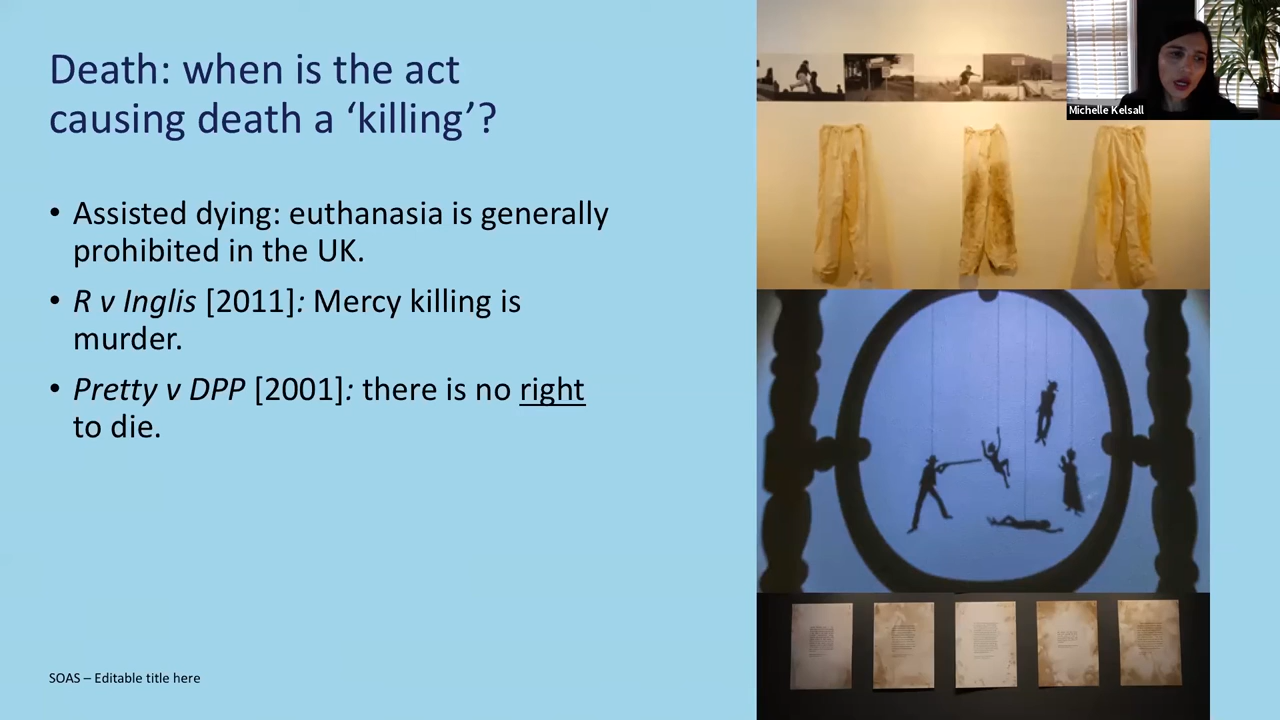 Death: when is the act
causing death a ‘killing’?
• Assisted dying: euthanasia is generally
prohibited in the UK.
• R v Inglis [2011]: Mercy killing is
murder.
• Pretty v DPP [2001]: there is no right
to die.
SOAS – Editable title here
Michelle Kelsall